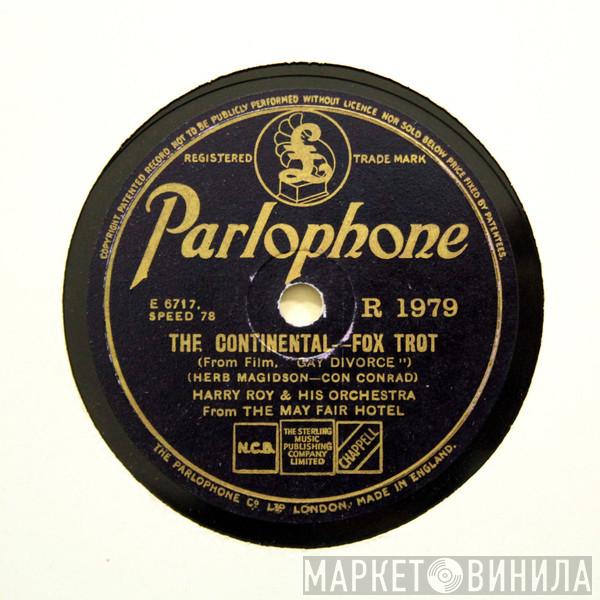 COPYRIGHT, PATENTED RECORD NOT TO BE PUBLICLY PERFORMED WITHOUT LICENCE NOR SOLD BELOW PRICE FIXED BY PATENTEES.
REGISTERED TRADE MARK
Parlophone
E 6717.
SPEED 78
R 1979
THE CONTINENTAL—FOX TROT
(From Film, "GAY DIVORCE")
(HERB MAGIDSON—CON CONRAD)
HARRY ROY & HIS ORCHESTRA
From THE MAY FAIR HOTEL
N.C.B.
THE STERLING
MUSIC
PUBLISHING
COMPANY
LIMITED
CHAPPELL
THE PARLOPHONE CO LTD LONDON. MADE IN ENGLAND.
МАРКЕТ ВИНИЛА